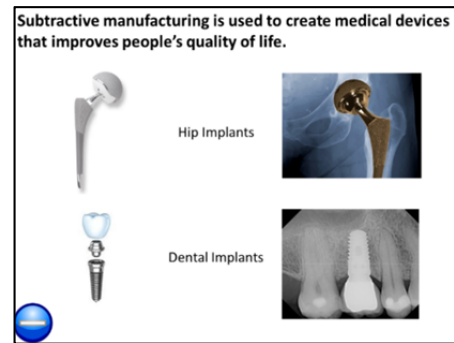 Subtractive manufacturing is used to create medical devices
that improves people's quality of life.
Hip Implants
Dental Implants